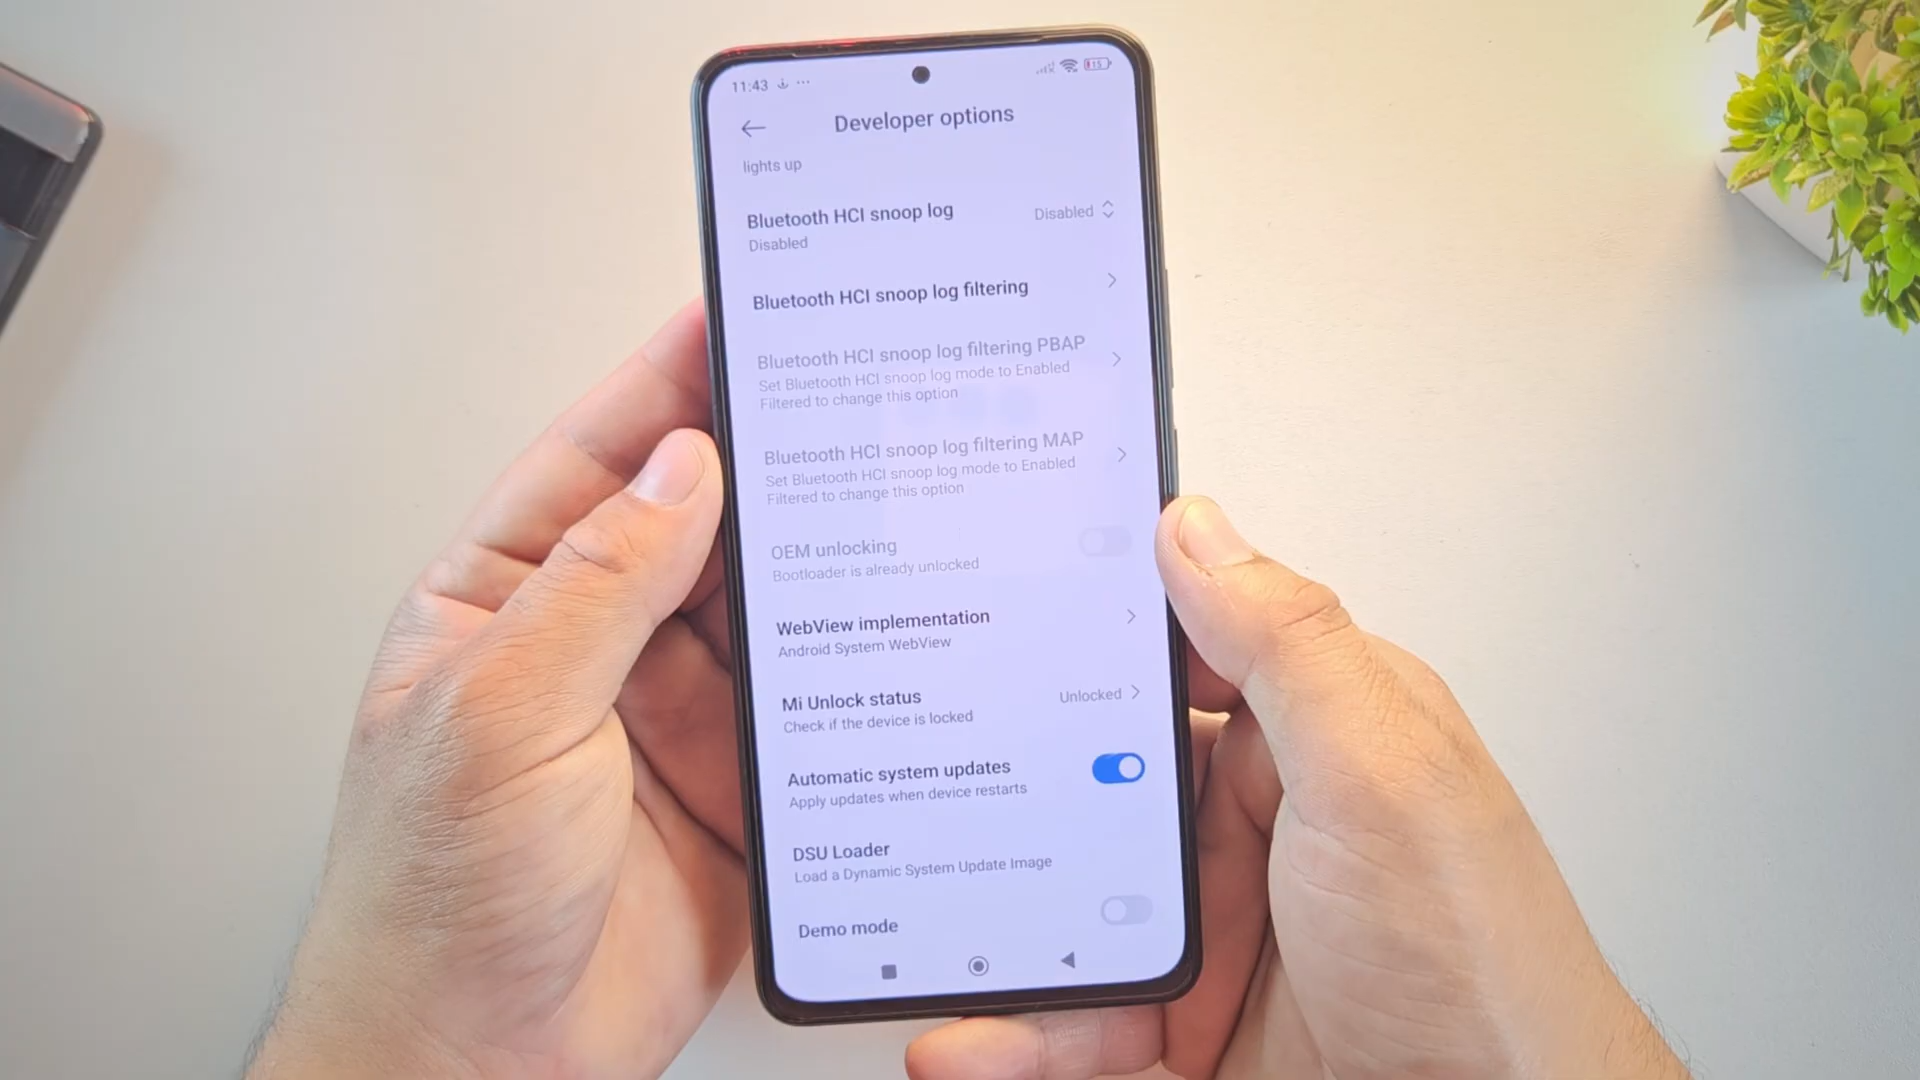 11:43 ... 15
Developer options
lights up
Bluetooth HCI snoop log Disabled
Disabled
Bluetooth HCI snoop log filtering
Bluetooth HCI snoop log filtering PBAP
Set Bluetooth HCI snoop log mode to Enabled
Filtered to change this option
Bluetooth HCI snoop log filtering MAP
Set Bluetooth HCI snoop log mode to Enabled
Filtered to change this option
OEM unlocking
Bootloader is already unlocked
WebView implementation
Android System WebView
Mi Unlock status Unlocked
Check if the device is locked
Automatic system updates
Apply updates when device restarts
DSU Loader
Load a Dynamic System Update Image
Demo mode